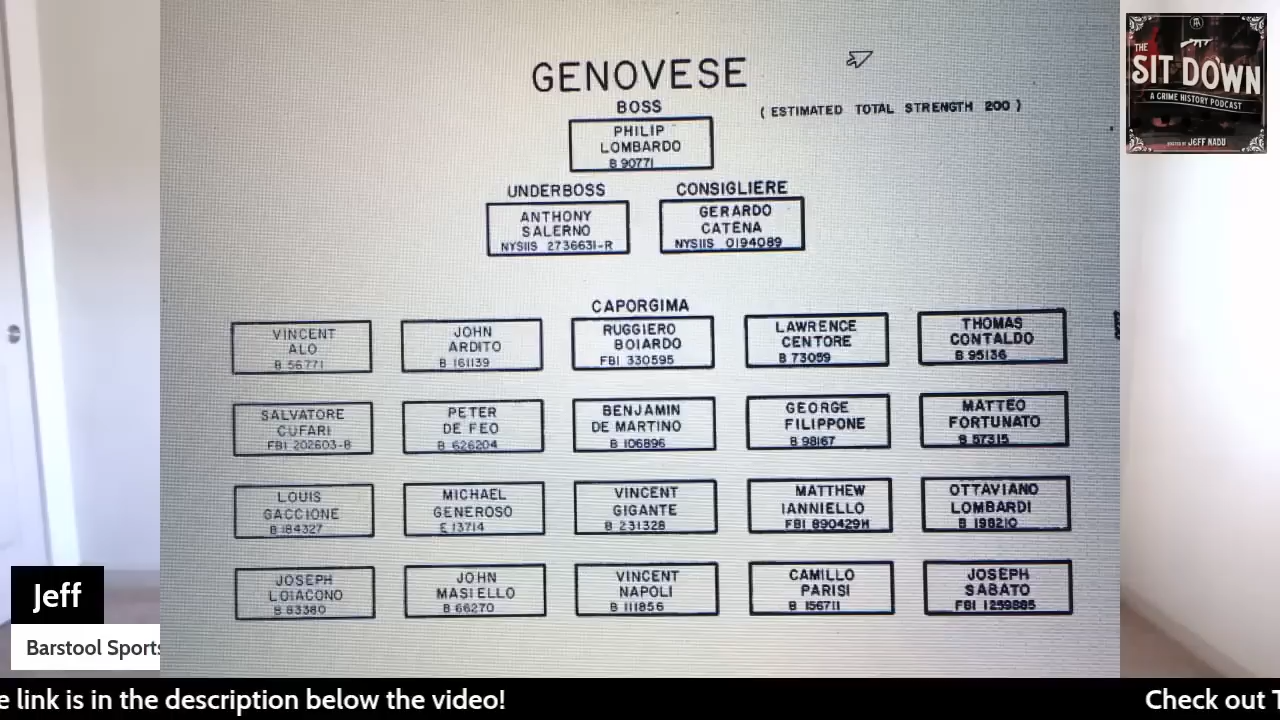 GENOVESE
BOSS
( ESTIMATED TOTAL STRENGTH 200 )
PHILIP
LOMBARDO
B 90771
UNDERBOSS
CONSIGLIERE
ANTHONY
SALERNO
NYSIIS 2736631-R
GERARDO
CATENA
NYSIIS 0194089
CAPORGIMA
VINCENT
ALO
B 56771
JOHN
ARDITO
B 161139
RUGGIERO
BOIARDO
FBI 330595
LAWRENCE
CENTORE
B 73059
THOMAS
CONTALDO
B 95136
SALVATORE
CUFARI
FBI 202603-B
PETER
DE FEO
B 626204
BENJAMIN
DE MARTINO
B 106896
GEORGE
FILIPPONE
B 98167
MATTEO
FORTUNATO
B 57315
LOUIS
GACCIONE
B 184327
MICHAEL
GENEROSO
E 13714
VINCENT
GIGANTE
B 231328
MATTHEW
IANNIELLO
FBI 890429H
OTTAVIANO
LOMBARDI
B 198210
JOSEPH
LOIACONO
B 83380
JOHN
MASIELLO
B 66270
VINCENT
NAPOLI
B 111856
CAMILLO
PARISI
B 156711
JOSEPH
SABATO
FBI 1259885
THE
SIT DOWN
A CRIME HISTORY PODCAST
HOSTED BY JEFF NADU
Jeff
Barstool Sports
e link is in the description below the video!
Check out T